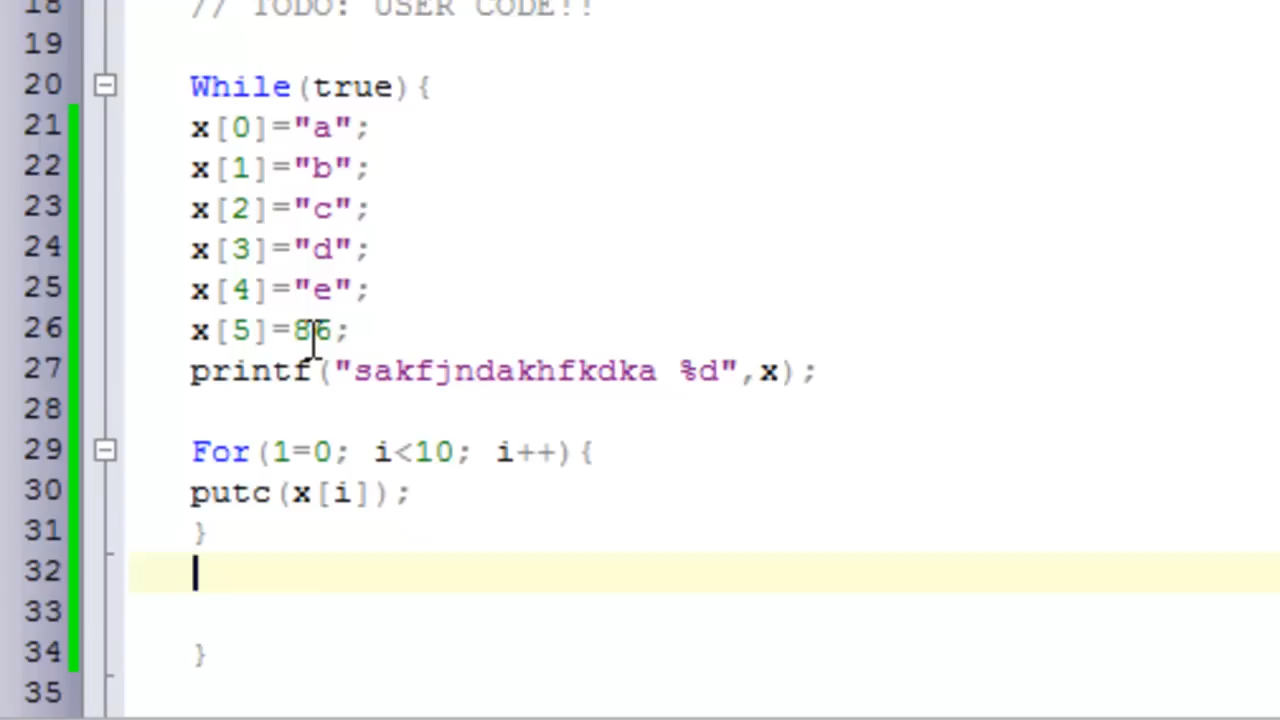 18 // TODO: USER CODE!!
19
20 While(true){
21 x[0]="a";
22 x[1]="b";
23 x[2]="c";
24 x[3]="d";
25 x[4]="e";
26 x[5]=86;
27 printf("sakfjndakhfkdka %d",x);
28
29 For(1=0; i<10; i++){
30 putc(x[i]);
31 }
32
33
34 }
35